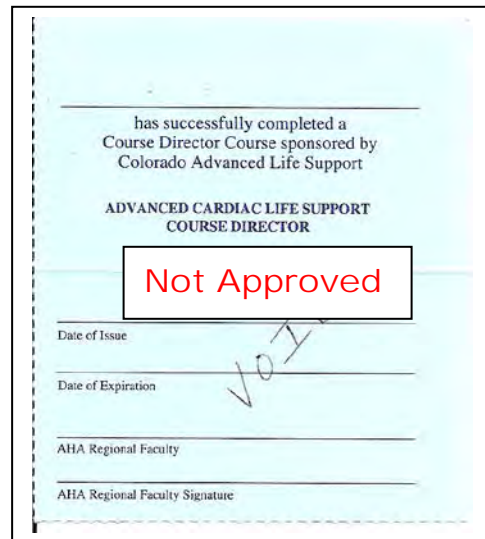 has successfully completed a
Course Director Course sponsored by
Colorado Advanced Life Support
ADVANCED CARDIAC LIFE SUPPORT
COURSE DIRECTOR
Not Approved
VOI
Date of Issue
Date of Expiration
AHA Regional Faculty
AHA Regional Faculty Signature